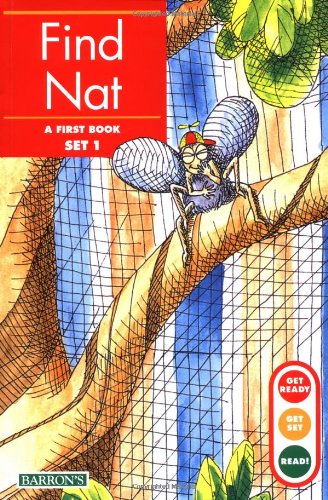 Find
Nat
A FIRST BOOK
SET 1
GET
READY
GET
SET
READ!
BARRON'S